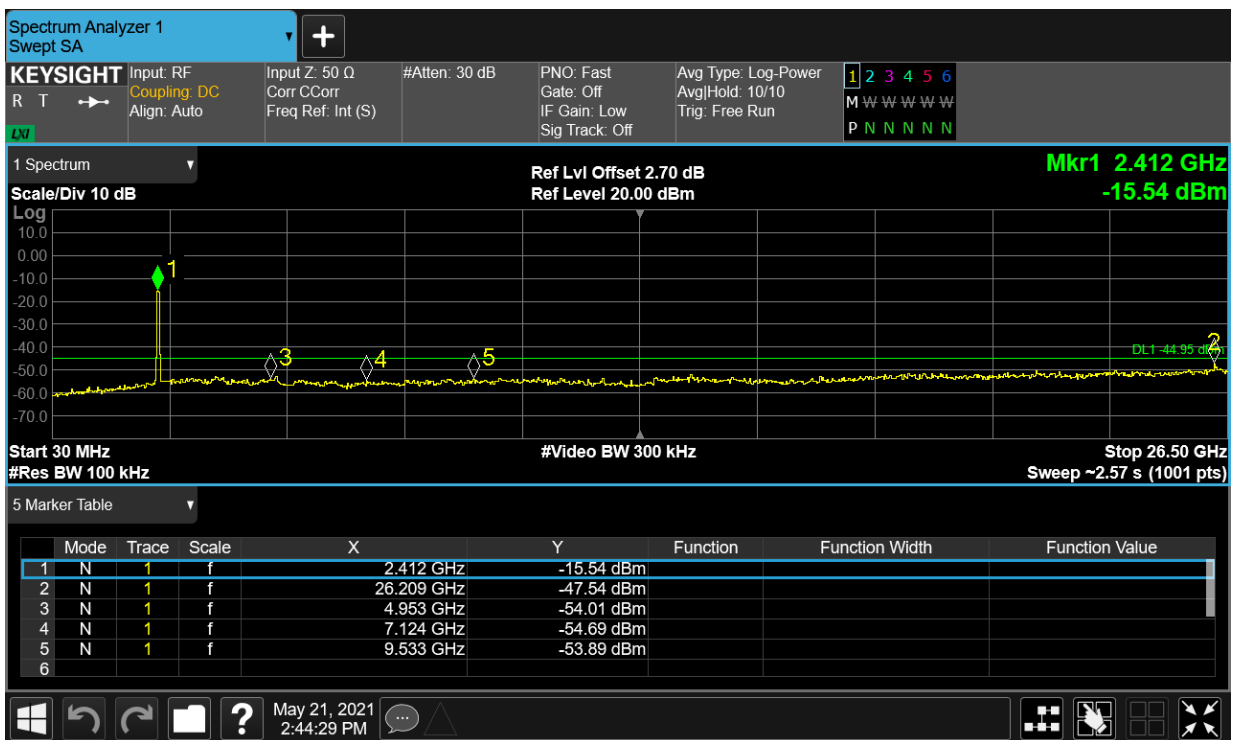 Spectrum Analyzer 1
Swept SA
+
KEYSIGHT
R T
LXI
Input: RF
Coupling: DC
Align: Auto
Input Z: 50 Ω
Corr CCorr
Freq Ref: Int (S)
#Atten: 30 dB
PNO: Fast
Gate: Off
IF Gain: Low
Sig Track: Off
Avg Type: Log-Power
Avg|Hold: 10/10
Trig: Free Run
1 2 3 4 5 6
M W W W W W
P N N N N N
1 Spectrum
Scale/Div 10 dB
Ref Lvl Offset 2.70 dB
Ref Level 20.00 dBm
Mkr1 2.412 GHz
-15.54 dBm
Log
10.0
0.00
-10.0
-20.0
-30.0
-40.0
-50.0
-60.0
-70.0
1
3
4
5
2
DL1 -44.95 dBm
Start 30 MHz
#Video BW 300 kHz
Stop 26.50 GHz
#Res BW 100 kHz
Sweep ~2.57 s (1001 pts)
5 Marker Table
Mode Trace Scale X Y Function Function Width Function Value
1 N 1 f 2.412 GHz -15.54 dBm
2 N 1 f 26.209 GHz -47.54 dBm
3 N 1 f 4.953 GHz -54.01 dBm
4 N 1 f 7.124 GHz -54.69 dBm
5 N 1 f 9.533 GHz -53.89 dBm
6
?
May 21, 2021
2:44:29 PM